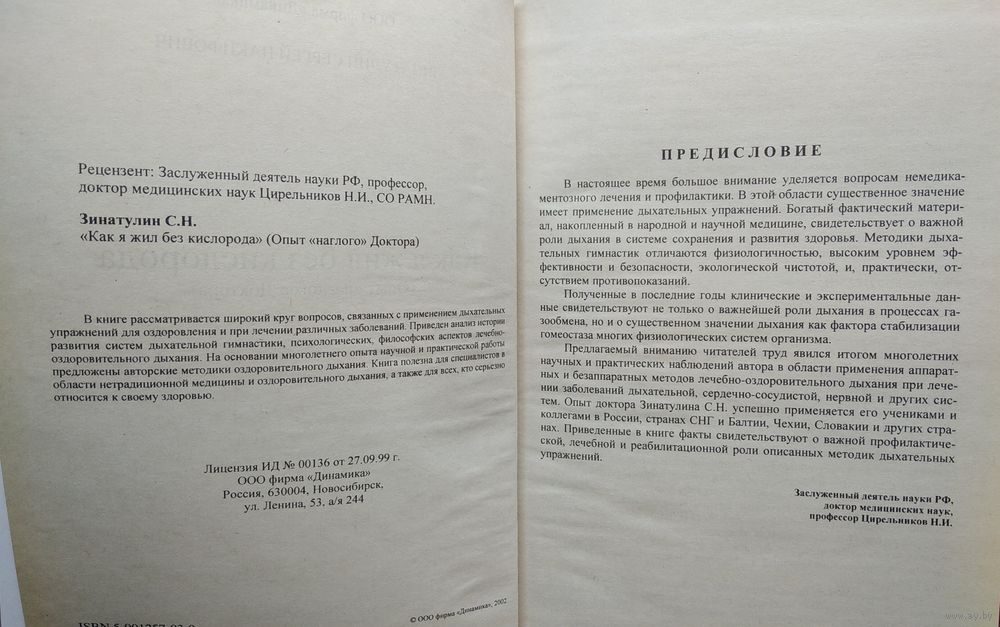 Рецензент: Заслуженный деятель науки РФ, профессор,
доктор медицинских наук Цирельников Н.И., СО РАМН.
Зинатулин С.Н.
«Как я жил без кислорода» (Опыт «наглого» Доктора)
В книге рассматривается широкий круг вопросов, связанных с применением дыхательных
упражнений для оздоровления и при лечении различных заболеваний. Приведен анализ истории
развития систем дыхательной гимнастики, психологических, философских аспектов лечебно-
оздоровительного дыхания. На основании многолетнего опыта научной и практической работы
предложены авторские методики оздоровительного дыхания. Книга полезна для специалистов в
области нетрадиционной медицины и оздоровительного дыхания, а также для всех, кто серьезно
относится к своему здоровью.
Лицензия ИД № 00136 от 27.09.99 г.
ООО фирма «Динамика»
Россия, 630004, Новосибирск,
ул. Ленина, 53, а/я 244
© ООО фирма «Динамика», 2002
ПРЕДИСЛОВИЕ
В настоящее время большое внимание уделяется вопросам немедика-
ментозного лечения и профилактики. В этой области существенное значение
имеет применение дыхательных упражнений. Богатый фактический матери-
ал, накопленный в народной и научной медицине, свидетельствует о важной
роли дыхания в системе сохранения и развития здоровья. Методики дыха-
тельных гимнастик отличаются физиологичностью, высоким уровнем эф-
фективности и безопасности, экологической чистотой, и, практически, от-
сутствием противопоказаний.
Полученные в последние годы клинические и экспериментальные дан-
ные свидетельствуют не только о важнейшей роли дыхания в процессах га-
зообмена, но и о существенном значении дыхания как фактора стабилизации
гомеостаза многих физиологических систем организма.
Предлагаемый вниманию читателей труд явился итогом многолетних
научных и практических наблюдений автора в области применения аппарат-
ных и безаппаратных методов лечебно-оздоровительного дыхания при лече-
нии заболеваний дыхательной, сердечно-сосудистой, нервной и других сис-
тем. Опыт доктора Зинатулина С.Н. успешно применяется его учениками и
коллегами в России, странах СНГ и Балтии, Чехии, Словакии и других стра-
нах. Приведенные в книге факты свидетельствуют о важной профилактиче-
ской, лечебной и реабилитационной роли описанных методик дыхательных
упражнений.
Заслуженный деятель науки РФ,
доктор медицинских наук,
профессор Цирельников Н.И.
www.ay.by